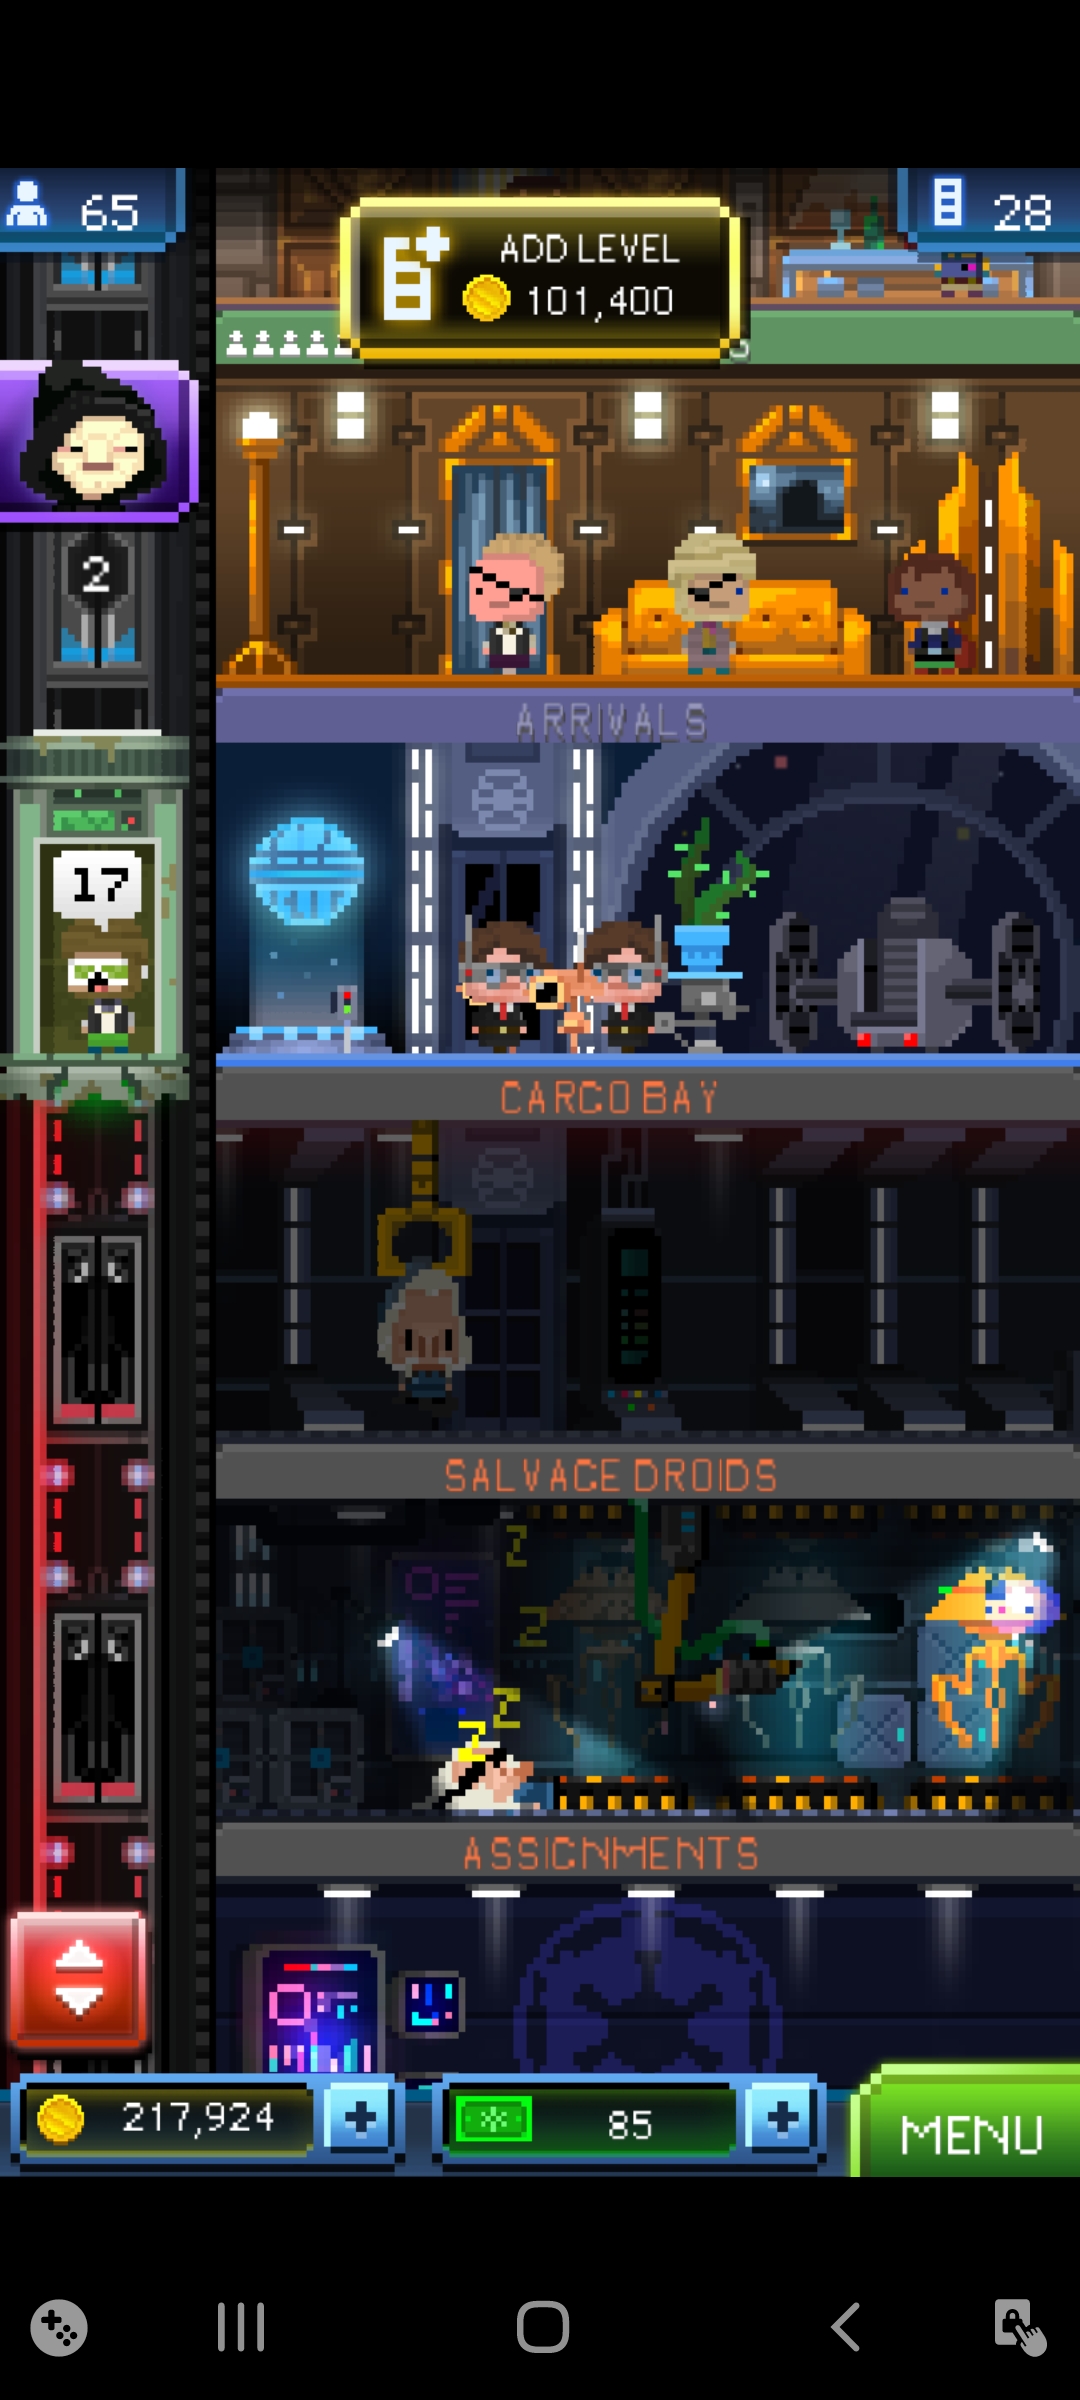 65
ADD LEVEL
101,400
28
2
ARRIVALS
17
CARGO BAY
SALVAGE DROIDS
Z
Z
Z
Z
ASSIGNMENTS
217,924
85
MENU